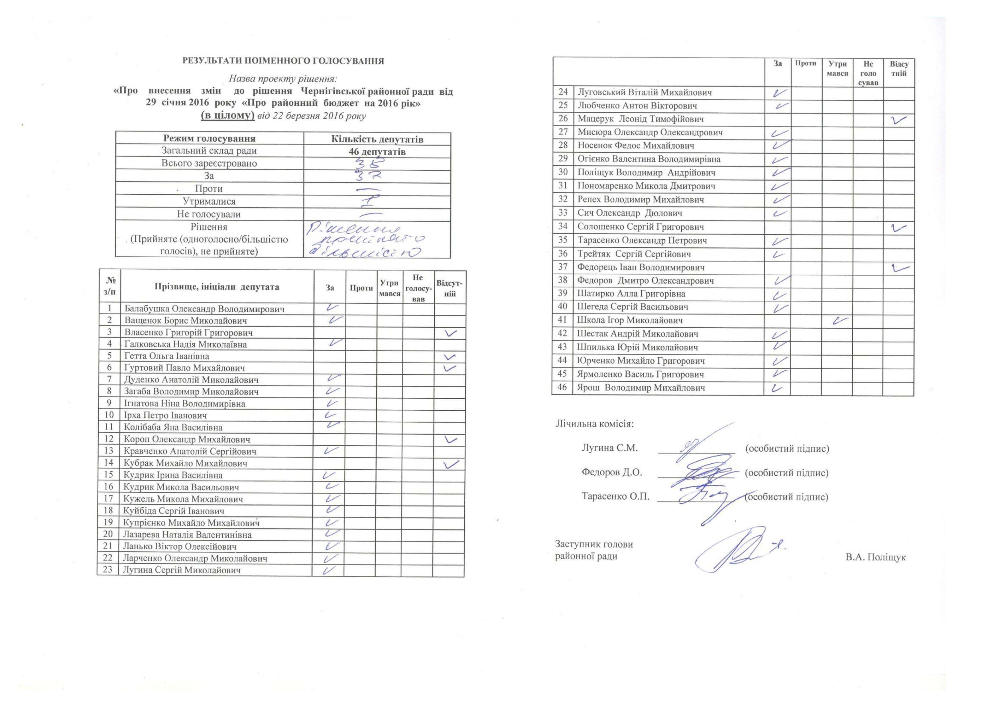 РЕЗУЛЬТАТИ ПОІМЕННОГО ГОЛОСУВАННЯ
Назва проекту рішення:
«Про внесення змін до рішення Чернігівської районної ради від
29 січня 2016 року «Про районний бюджет на 2016 рік»
(в цілому) від 22 березня 2016 року
Режим голосування Кількість депутатів
Загальний склад ради 46 депутатів
Всього зареєстровано 38
За 37
Проти —
Утрималися 1
Не голосували —
Рішення
(Прийняте (одноголосно/більшістю
голосів), не прийняте)
Рішення
прийнято
більшістю
№ з/п Прізвище, ініціали депутата За Проти Утри мався Не голосу- вав Відсут- ній
1 Балабушка Олександр Володимирович ✓
2 Ващенок Борис Миколайович ✓
3 Власенко Григорій Григорович ✓
4 Галковська Надія Миколаївна ✓
5 Гетта Ольга Іванівна ✓
6 Гуртовий Павло Михайлович ✓
7 Дуденко Анатолій Миколайович ✓
8 Загаба Володимир Миколайович ✓
9 Ігнатова Ніна Володимирівна ✓
10 Ірха Петро Іванович ✓
11 Колібаба Яна Василівна ✓
12 Короп Олександр Михайлович ✓
13 Кравченко Анатолій Сергійович ✓
14 Кубрак Михайло Михайлович ✓
15 Кудрик Ірина Василівна ✓
16 Кудрик Микола Васильович ✓
17 Кужель Микола Михайлович ✓
18 Куйбіда Сергій Іванович ✓
19 Купрієнко Михайло Михайлович ✓
20 Лазарева Наталія Валентинівна ✓
21 Ланько Віктор Олексійович ✓
22 Ларченко Олександр Миколайович ✓
23 Лугина Сергій Миколайович ✓
За Проти Утри мався Не голо сував Відсу тній
24 Луговський Віталій Михайлович ✓
25 Любченко Антон Вікторович ✓
26 Мацерук Леонід Тимофійович ✓
27 Мисюра Олександр Олександрович ✓
28 Носенок Федос Михайлович ✓
29 Огієнко Валентина Володимирівна ✓
30 Поліщук Володимир Андрійович ✓
31 Пономаренко Микола Дмитрович ✓
32 Репех Володимир Михайлович ✓
33 Сич Олександр Дюлович ✓
34 Солошенко Сергій Григорович ✓
35 Тарасенко Олександр Петрович ✓
36 Трейтяк Сергій Сергійович ✓
37 Федорець Іван Володимирович ✓
38 Федоров Дмитро Олександрович ✓
39 Шатирко Алла Григорівна ✓
40 Шегеда Сергій Васильович ✓
41 Школа Ігор Миколайович ✓
42 Шестак Андрій Миколайович ✓
43 Шпилька Юрій Миколайович ✓
44 Юрченко Михайло Григорович ✓
45 Ярмоленко Василь Григорович ✓
46 Ярош Володимир Михайлович ✓
Лічильна комісія:
Лугина С.М. (особистий підпис)
Федоров Д.О. (особистий підпис)
Тарасенко О.П. (особистий підпис)
Заступник голови
районної ради В.А. Поліщук